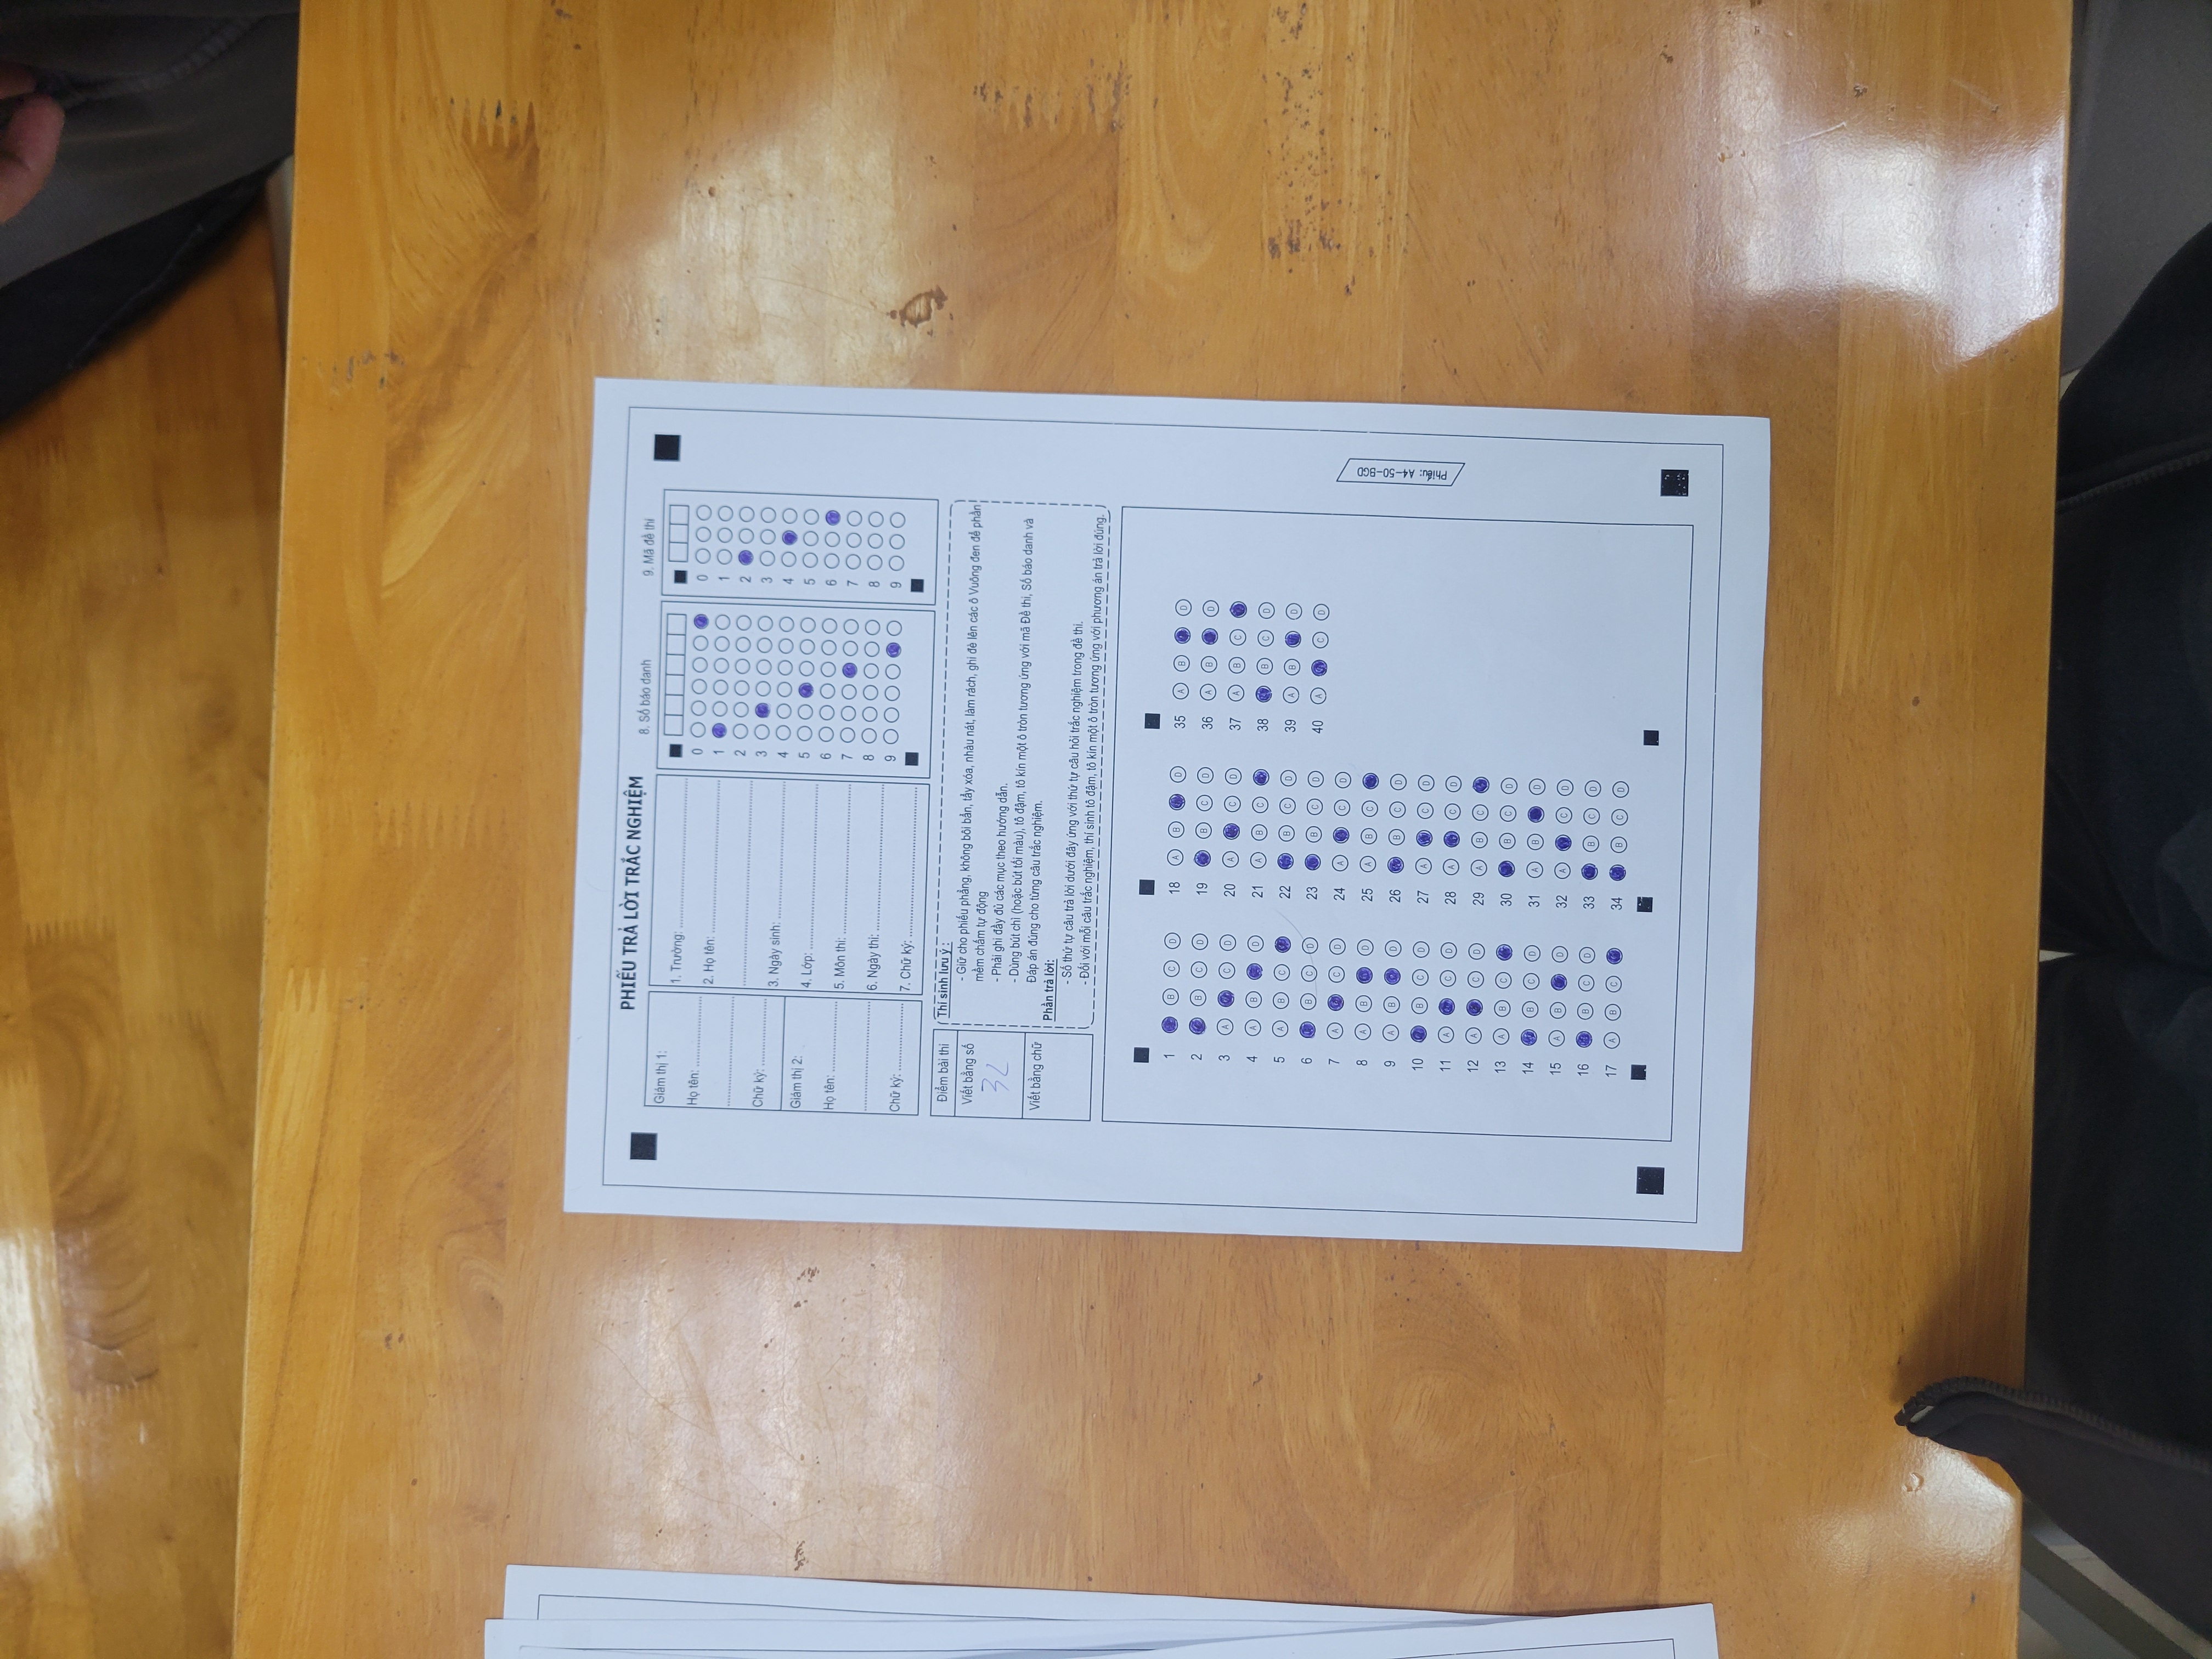 PHIẾU TRẢ LỜI TRẮC NGHIỆM
Giám thị 1:
Họ tên: ....................
................................
Chữ ký: ....................
Giám thị 2:
Họ tên: ....................
................................
Chữ ký: ....................
1. Trường: ............................................
2. Họ tên: ............................................
............................................................
3. Ngày sinh: ........................................
4. Lớp: .................................................
5. Môn thi: ............................................
6. Ngày thi: ..........................................
7. Chữ ký: ............................................
8. Số báo danh
0
1
2
3
4
5
6
7
8
9
9. Mã đề thi
0
1
2
3
4
5
6
7
8
9
Điểm bài thi
Viết bằng số
Viết bằng chữ
Thí sinh lưu ý :
- Giữ cho phiếu phẳng, không bôi bẩn, tẩy xóa, nhàu nát, làm rách, ghi đè lên các ô Vuông đen để phần
mềm chấm tự động
- Phải ghi đầy đủ các mục theo hướng dẫn.
- Dùng bút chì (hoặc bút tối màu), tô đậm, tô kín một ô tròn tương ứng với mã Đề thi, Số báo danh và
Đáp án đúng cho từng câu trắc nghiệm.
Phần trả lời:
- Số thứ tự câu trả lời dưới đây ứng với thứ tự câu hỏi trắc nghiệm trong đề thi.
- Đối với mỗi câu trắc nghiệm, thí sinh tô đậm, tô kín một ô tròn tương ứng với phương án trả lời đúng.
1 B C D
2 B C D
3 A C D
4 A B D
5 A B C
6 B C D
7 A C D
8 A B D
9 A B D
10 B C D
11 A C D
12 A C D
13 A B C
14 B C D
15 A B D
16 B C D
17 A B C
18 A B D
19 B C D
20 A C D
21 A B C
22 B C D
23 B C D
24 A C D
25 A B C
26 B C D
27 A C D
28 A C D
29 A B C
30 B C D
31 A B D
32 A C D
33 B C D
34 B C D
35 A B D
36 A B D
37 A B C
38 B C D
39 A B D
40 A C D
Phiếu: A4-50-BGD